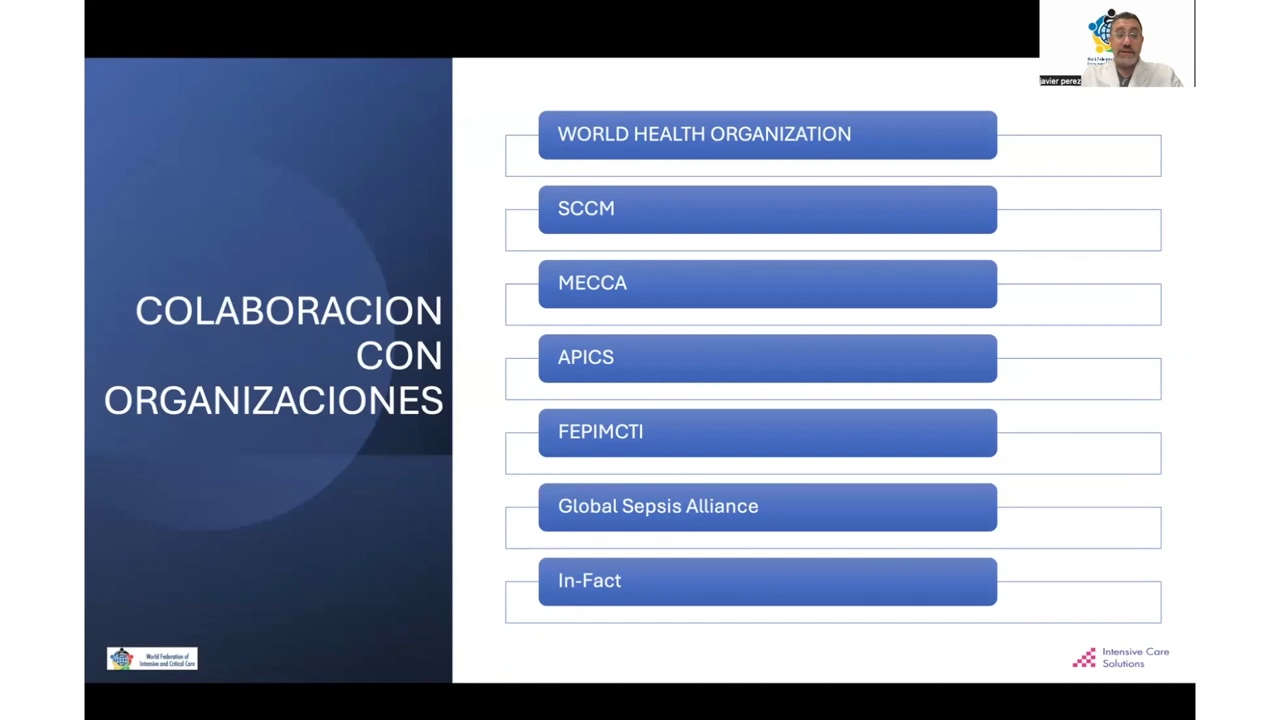 javier perez
COLABORACION
CON
ORGANIZACIONES
WORLD HEALTH ORGANIZATION
SCCM
MECCA
APICS
FEPIMCTI
Global Sepsis Alliance
In-Fact
World Federation of
Intensive and Critical Care
Intensive Care
Solutions